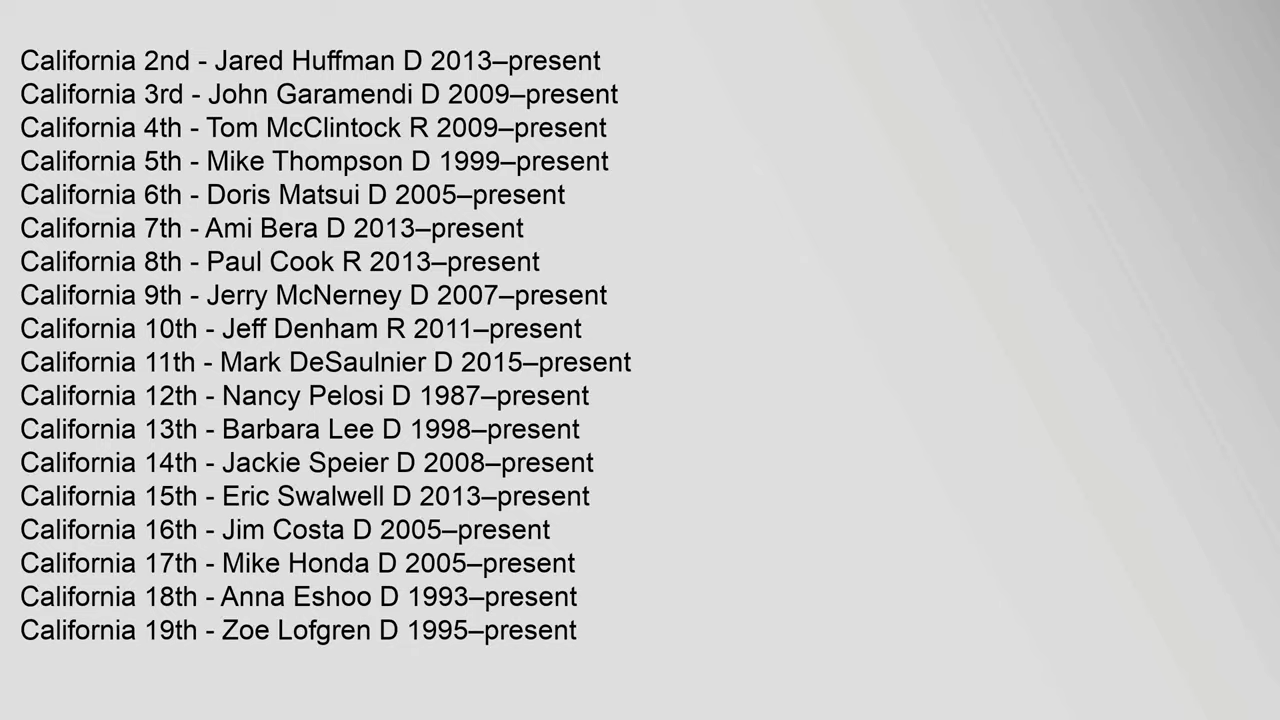 California 2nd - Jared Huffman D 2013–present
California 3rd - John Garamendi D 2009–present
California 4th - Tom McClintock R 2009–present
California 5th - Mike Thompson D 1999–present
California 6th - Doris Matsui D 2005–present
California 7th - Ami Bera D 2013–present
California 8th - Paul Cook R 2013–present
California 9th - Jerry McNerney D 2007–present
California 10th - Jeff Denham R 2011–present
California 11th - Mark DeSaulnier D 2015–present
California 12th - Nancy Pelosi D 1987–present
California 13th - Barbara Lee D 1998–present
California 14th - Jackie Speier D 2008–present
California 15th - Eric Swalwell D 2013–present
California 16th - Jim Costa D 2005–present
California 17th - Mike Honda D 2005–present
California 18th - Anna Eshoo D 1993–present
California 19th - Zoe Lofgren D 1995–present